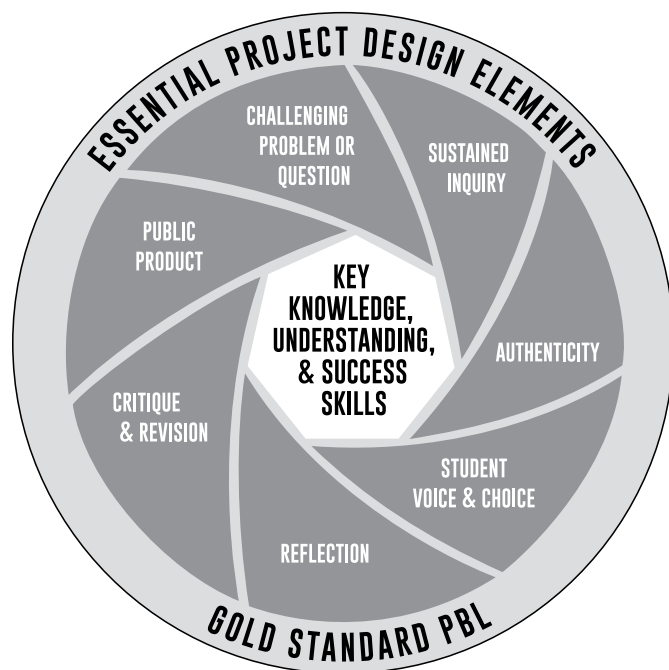 ESSENTIAL PROJECT DESIGN ELEMENTS
CHALLENGING
PROBLEM OR
QUESTION
SUSTAINED
INQUIRY
AUTHENTICITY
STUDENT
VOICE & CHOICE
REFLECTION
CRITIQUE
& REVISION
PUBLIC
PRODUCT
KEY
KNOWLEDGE,
UNDERSTANDING,
& SUCCESS
SKILLS
GOLD STANDARD PBL